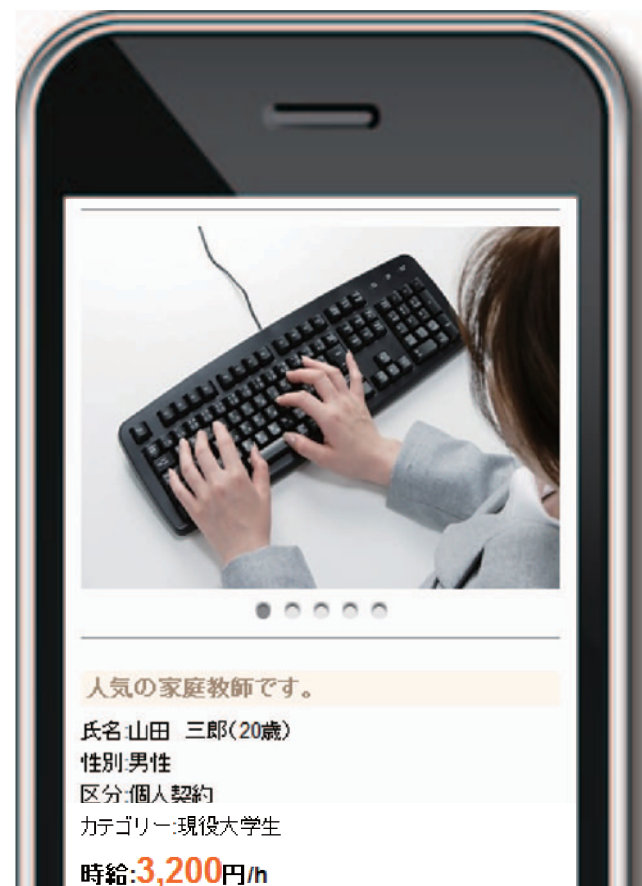 人気の家庭教師です。
氏名:山田 三郎(20歳)
性別:男性
区分:個人契約
カテゴリー:現役大学生
時給:3,200円/h